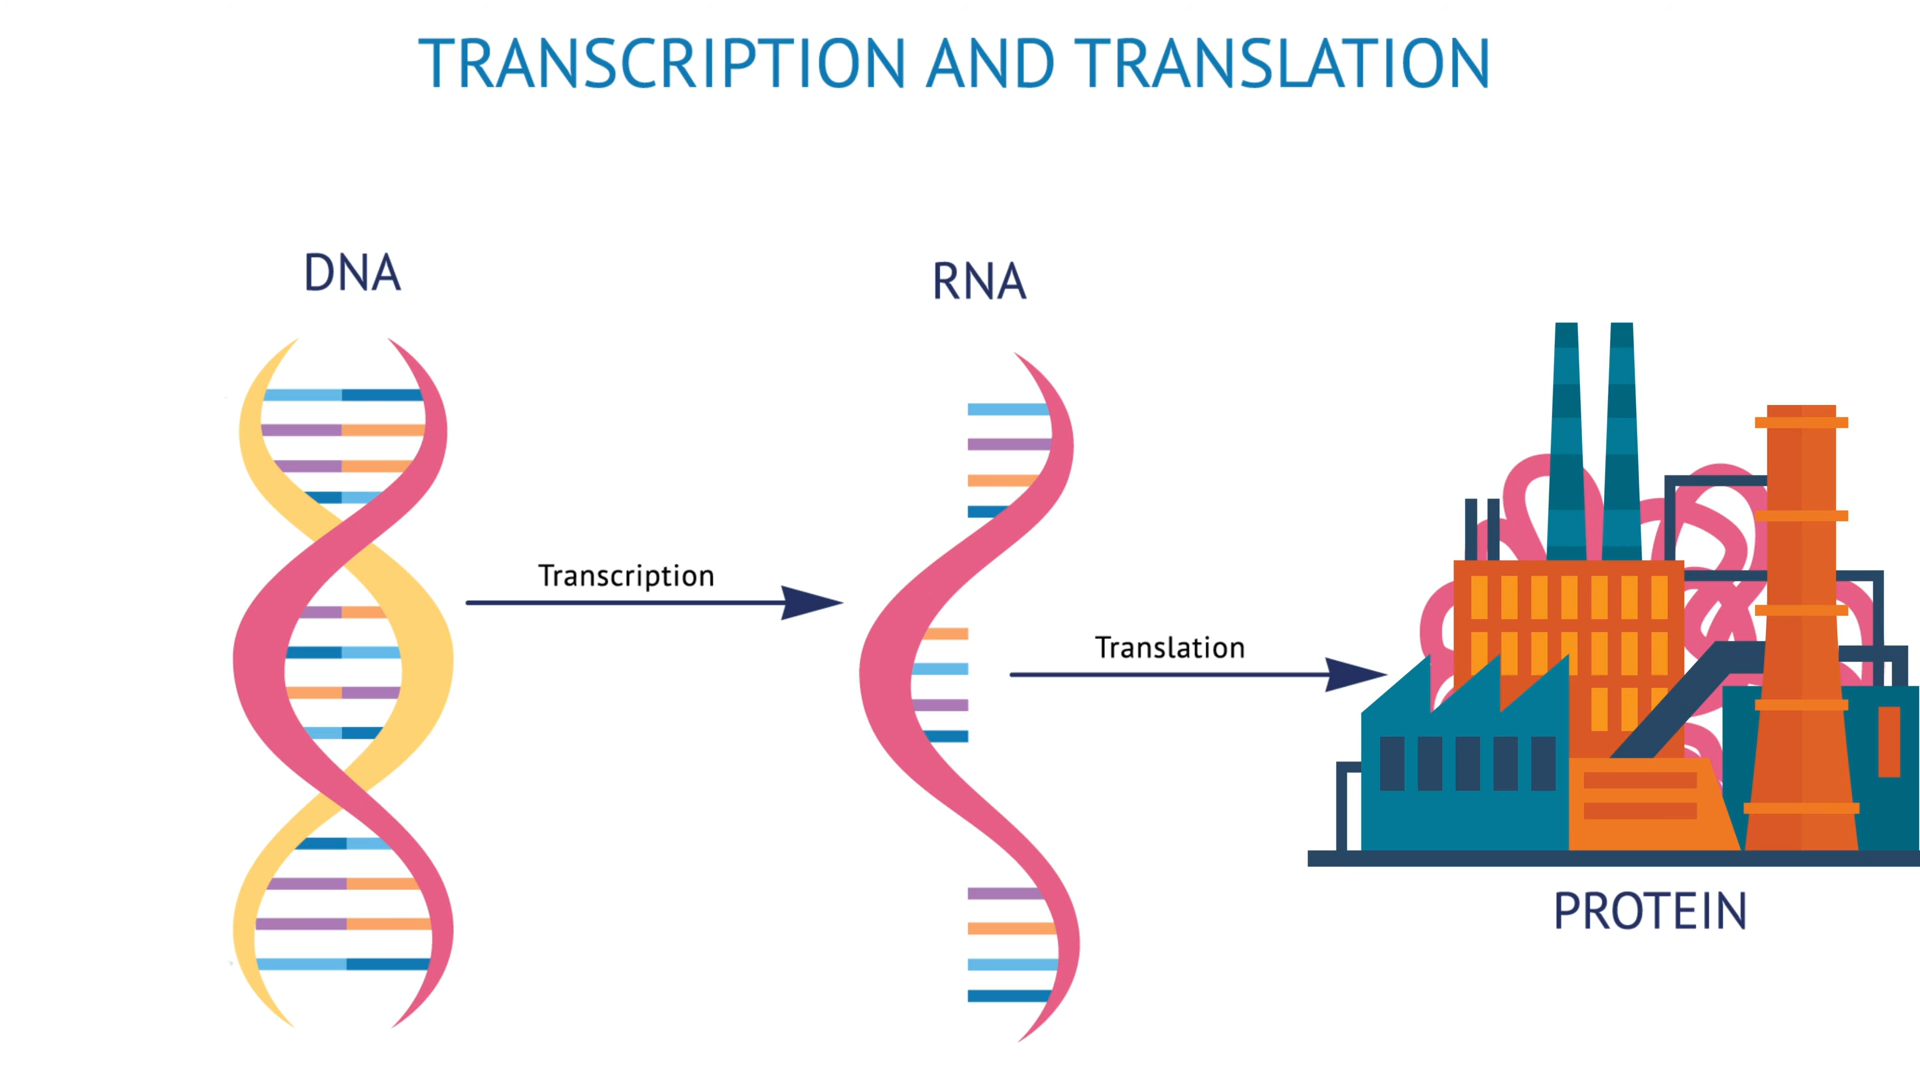 TRANSCRIPTION AND TRANSLATION
DNA
RNA
Transcription
Translation
PROTEIN